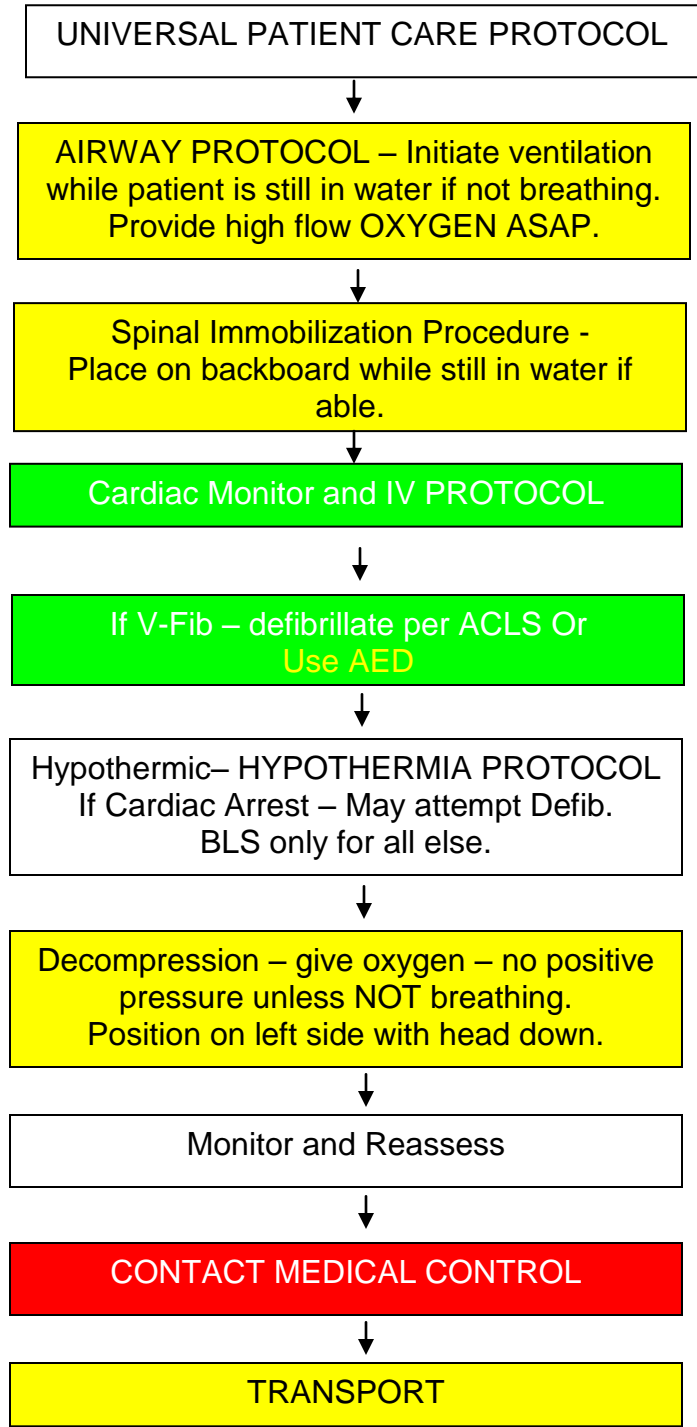 UNIVERSAL PATIENT CARE PROTOCOL
AIRWAY PROTOCOL – Initiate ventilation
while patient is still in water if not breathing.
Provide high flow OXYGEN ASAP.
Spinal Immobilization Procedure -
Place on backboard while still in water if
able.
Cardiac Monitor and IV PROTOCOL
If V-Fib – defibrillate per ACLS Or
Use AED
Hypothermic– HYPOTHERMIA PROTOCOL
If Cardiac Arrest – May attempt Defib.
BLS only for all else.
Decompression – give oxygen – no positive
pressure unless NOT breathing.
Position on left side with head down.
Monitor and Reassess
CONTACT MEDICAL CONTROL
TRANSPORT